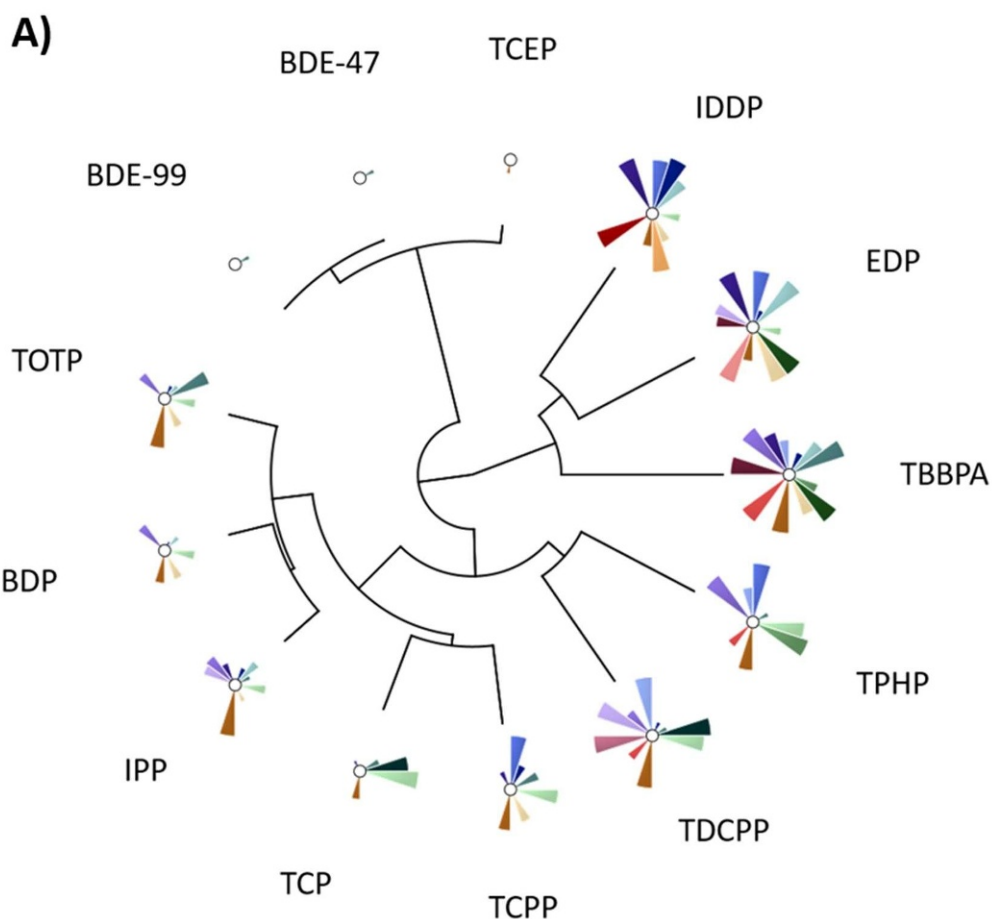 A)
BDE-47
TCEP
IDDP
BDE-99
EDP
TOTP
TBBPA
BDP
TPHP
IPP
TDCPP
TCP
TCPP